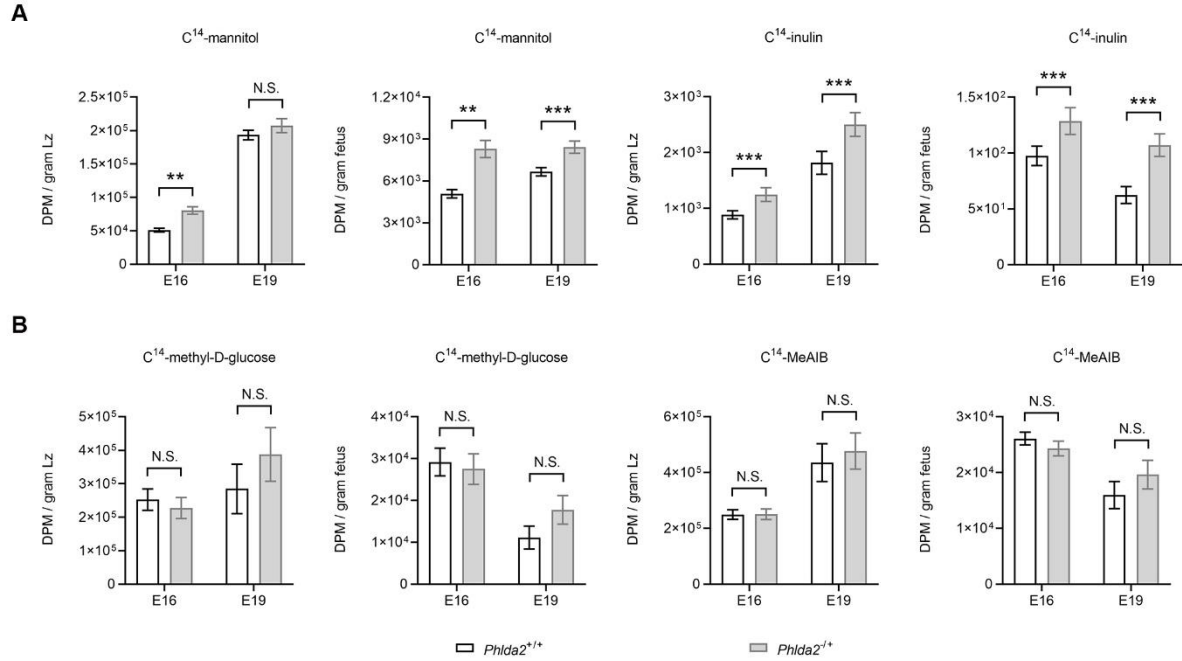 A
C¹⁴-mannitol
DPM / gram Lz
2.5×10⁵
2×10⁵
1.5×10⁵
1×10⁵
5×10⁴
0
**
N.S.
E16
E19
C¹⁴-mannitol
DPM / gram fetus
1.2×10⁴
9×10³
6×10³
3×10³
0
**
***
E16
E19
C¹⁴-inulin
DPM / gram Lz
3×10³
2×10³
1×10³
0
***
***
E16
E19
C¹⁴-inulin
DPM / gram fetus
1.5×10²
1×10²
5×10¹
0
***
***
E16
E19
B
C¹⁴-methyl-D-glucose
DPM / gram Lz
5×10⁵
4×10⁵
3×10⁵
2×10⁵
1×10⁵
0
N.S.
N.S.
E16
E19
C¹⁴-methyl-D-glucose
DPM / gram fetus
4×10⁴
3×10⁴
2×10⁴
1×10⁴
0
N.S.
N.S.
E16
E19
C¹⁴-MeAIB
DPM / gram Lz
6×10⁵
4×10⁵
2×10⁵
0
N.S.
N.S.
E16
E19
C¹⁴-MeAIB
DPM / gram fetus
3×10⁴
2×10⁴
1×10⁴
0
N.S.
N.S.
E16
E19
Phlda2⁺/⁺
Phlda2⁻/⁺